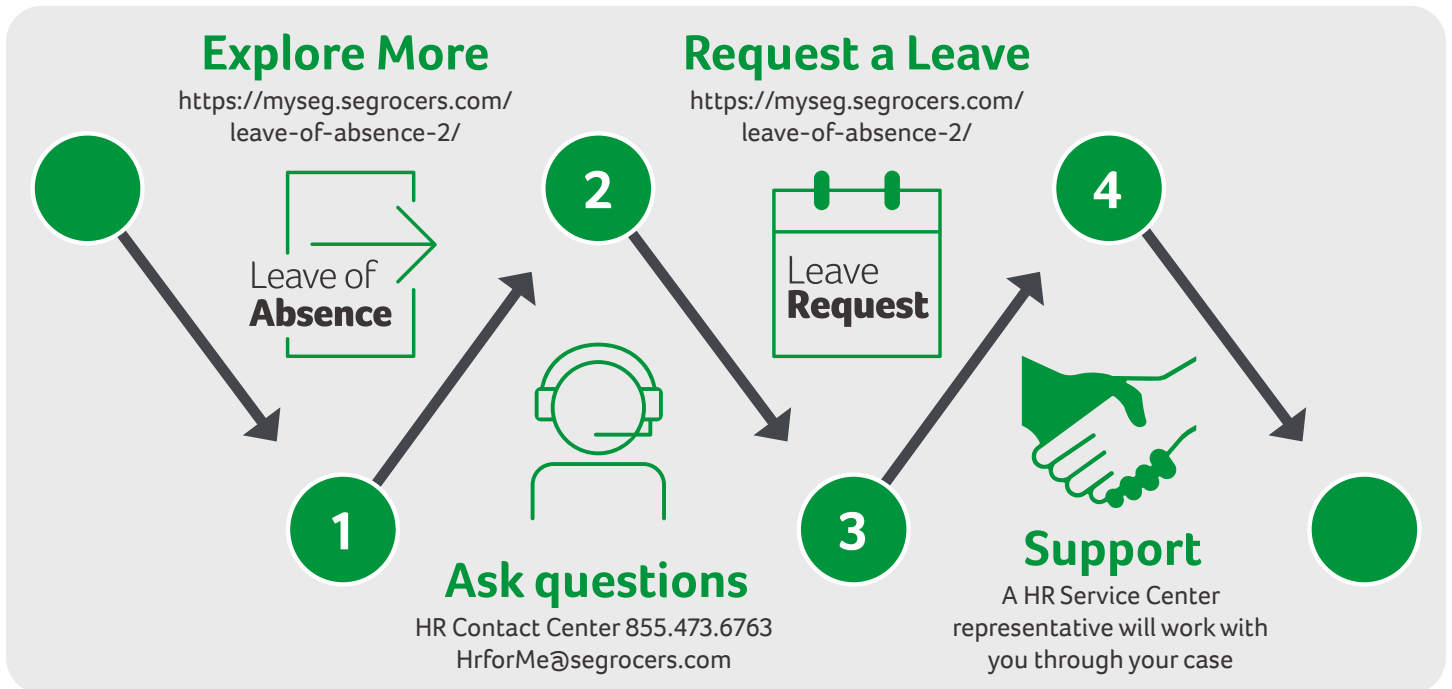 Explore More
https://myseg.segrocers.com/
leave-of-absence-2/
Leave of
Absence
1
2
Ask questions
HR Contact Center 855.473.6763
HrforMe@segrocers.com
Request a Leave
https://myseg.segrocers.com/
leave-of-absence-2/
Leave
Request
3
4
Support
A HR Service Center
representative will work with
you through your case